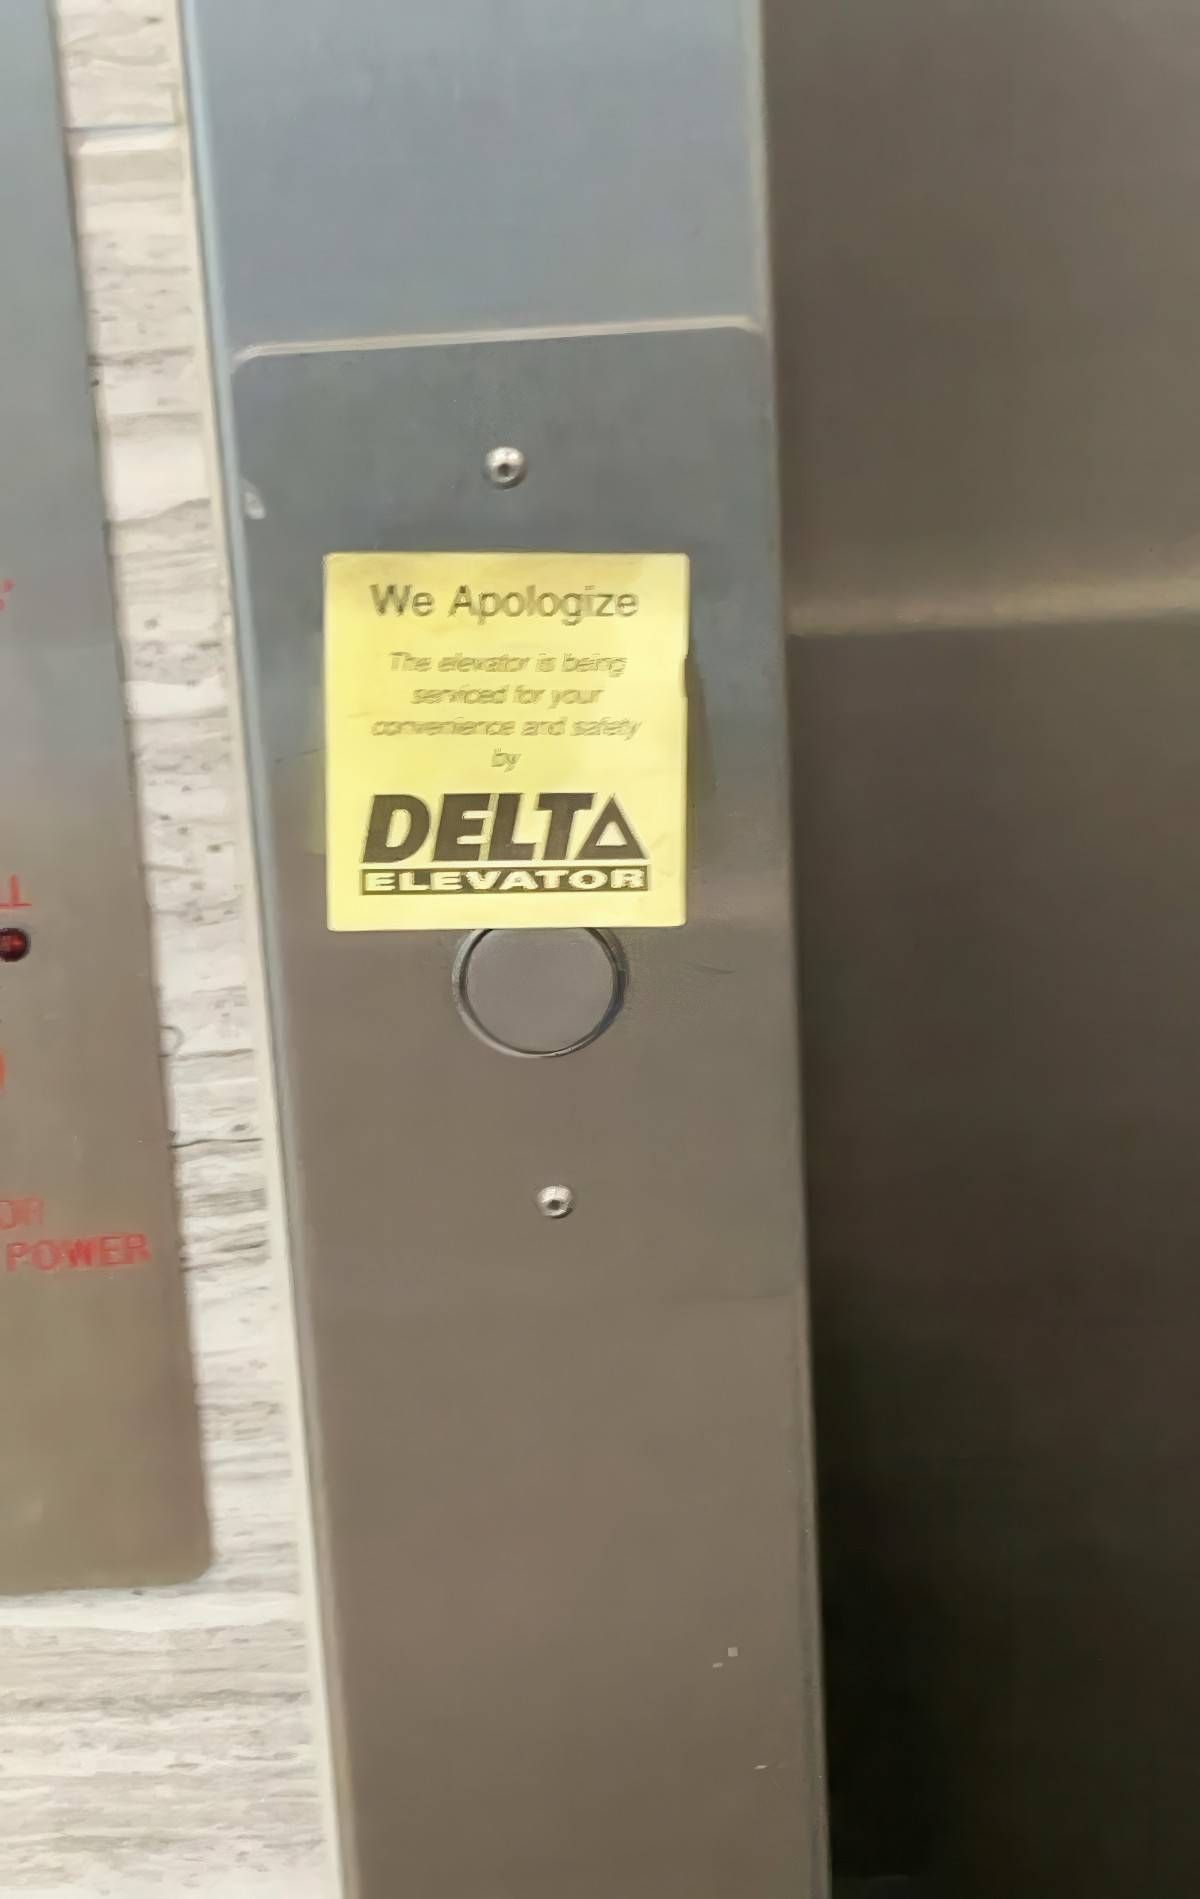 We Apologize
The elevator is being
serviced for your
convenience and safety
by
DELTA
ELEVATOR
POWER